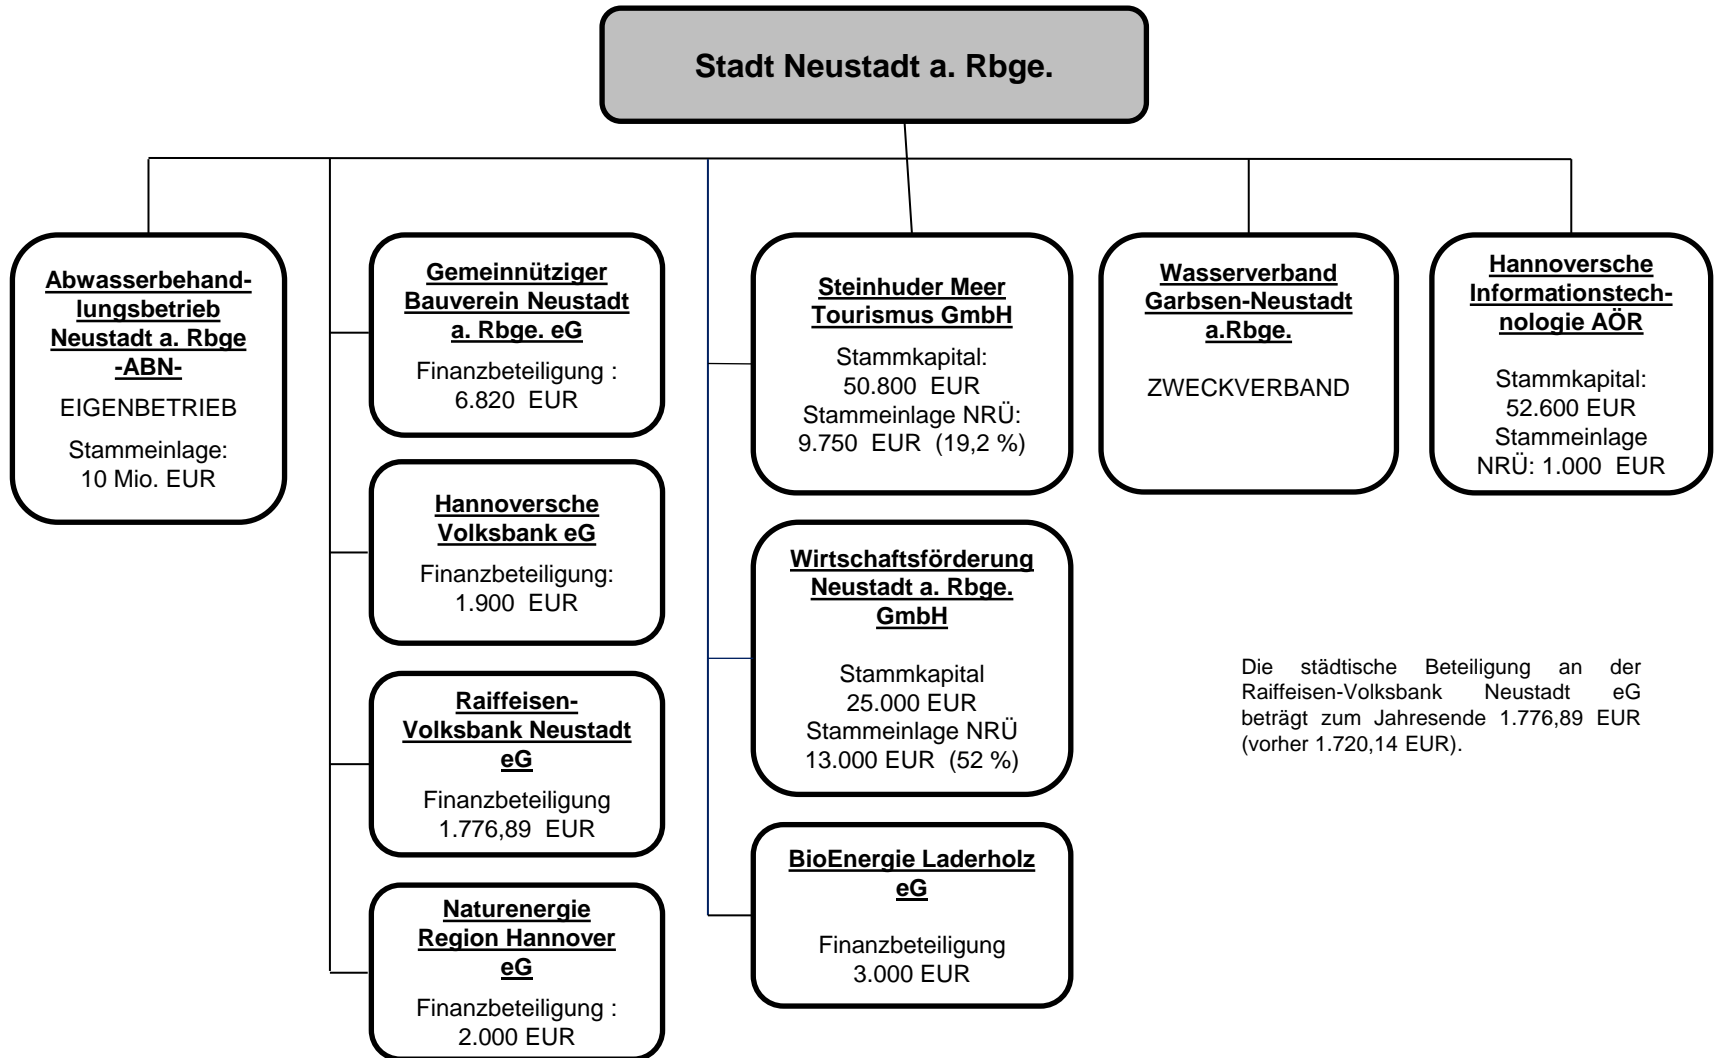 Stadt Neustadt a. Rbge.
Abwasserbehand-
lungsbetrieb
Neustadt a. Rbge
-ABN-
EIGENBETRIEB
Stammeinlage:
10 Mio. EUR
Gemeinnütziger
Bauverein Neustadt
a. Rbge. eG
Finanzbeteiligung :
6.820 EUR
Hannoversche
Volksbank eG
Finanzbeteiligung:
1.900 EUR
Raiffeisen-
Volksbank Neustadt
eG
Finanzbeteiligung
1.776,89 EUR
Naturenergie
Region Hannover
eG
Finanzbeteiligung :
2.000 EUR
Steinhuder Meer
Tourismus GmbH
Stammkapital:
50.800 EUR
Stammeinlage NRÜ:
9.750 EUR (19,2 %)
Wirtschaftsförderung
Neustadt a. Rbge.
GmbH
Stammkapital
25.000 EUR
Stammeinlage NRÜ
13.000 EUR (52 %)
BioEnergie Laderholz
eG
Finanzbeteiligung
3.000 EUR
Wasserverband
Garbsen-Neustadt
a.Rbge.
ZWECKVERBAND
Hannoversche
Informationstech-
nologie AÖR
Stammkapital:
52.600 EUR
Stammeinlage
NRÜ: 1.000 EUR
Die städtische Beteiligung an der
Raiffeisen-Volksbank Neustadt eG
beträgt zum Jahresende 1.776,89 EUR
(vorher 1.720,14 EUR).